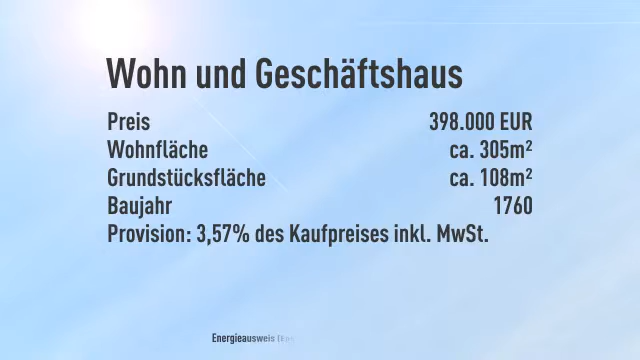 Wohn und Geschäftshaus
Preis 398.000 EUR
Wohnfläche ca. 305m²
Grundstücksfläche ca. 108m²
Baujahr 1760
Provision: 3,57% des Kaufpreises inkl. MwSt.
Energieausweis